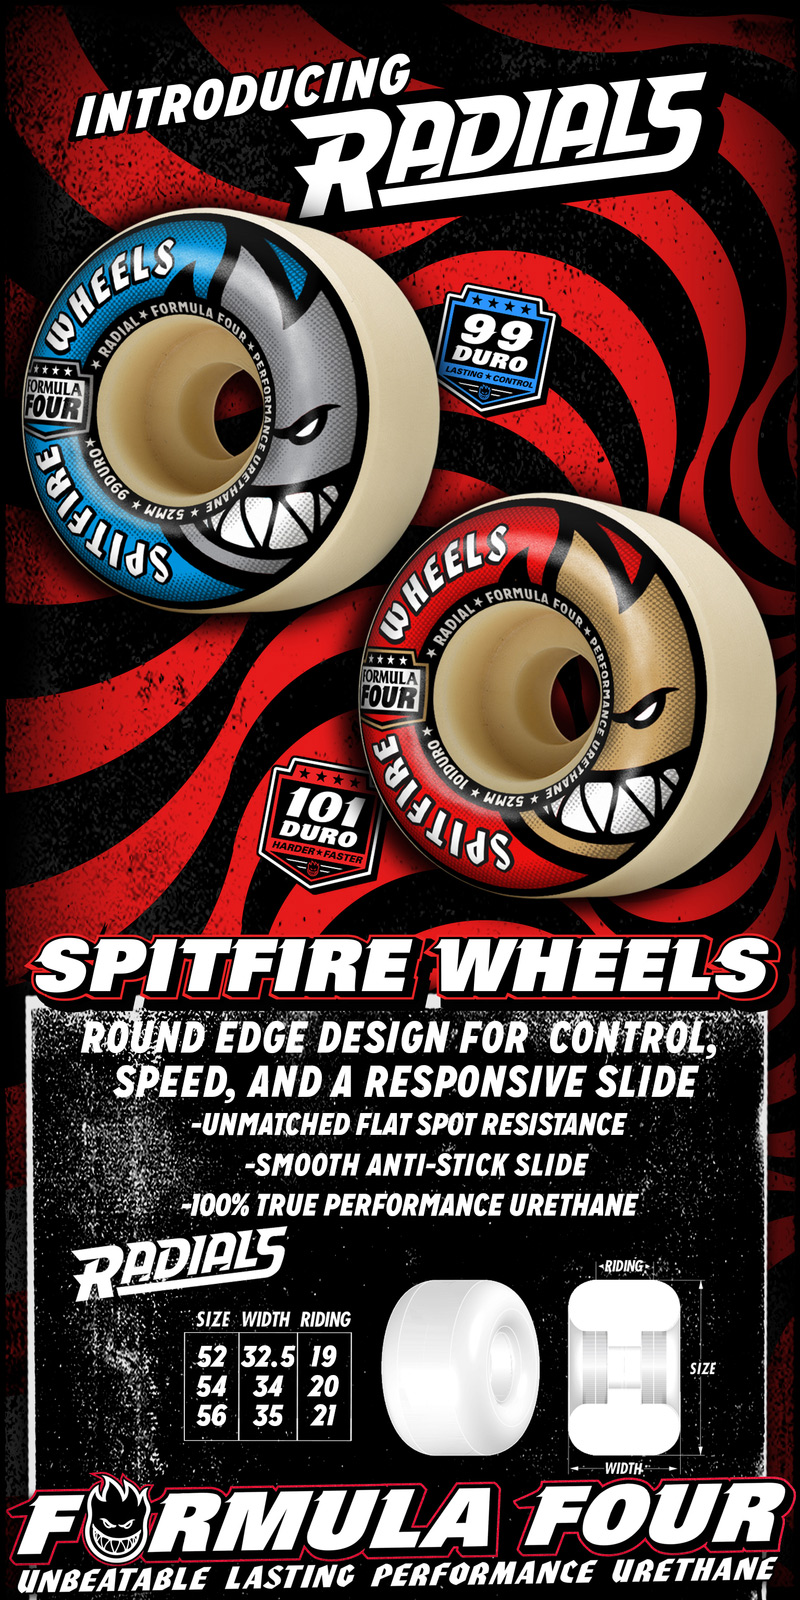 INTRODUCING
RADIALS
WHEELS
★ RADIAL ★ FORMULA FOUR ★ PERFORMANCE URETHANE ★ 52MM ★ 99DURO ★
FORMULA
FOUR
SPITFIRE
99
DURO
LASTING ★ CONTROL
WHEELS
★ RADIAL ★ FORMULA FOUR ★ PERFORMANCE URETHANE ★ 52MM ★ 101DURO ★
FORMULA
FOUR
SPITFIRE
101
DURO
HARDER ★ FASTER
SPITFIRE WHEELS
ROUND EDGE DESIGN FOR CONTROL,
SPEED, AND A RESPONSIVE SLIDE
-UNMATCHED FLAT SPOT RESISTANCE
-SMOOTH ANTI-STICK SLIDE
-100% TRUE PERFORMANCE URETHANE
RADIALS
SIZE WIDTH RIDING
52 32.5 19
54 34 20
56 35 21
RIDING
SIZE
WIDTH
FORMULA FOUR
UNBEATABLE LASTING PERFORMANCE URETHANE